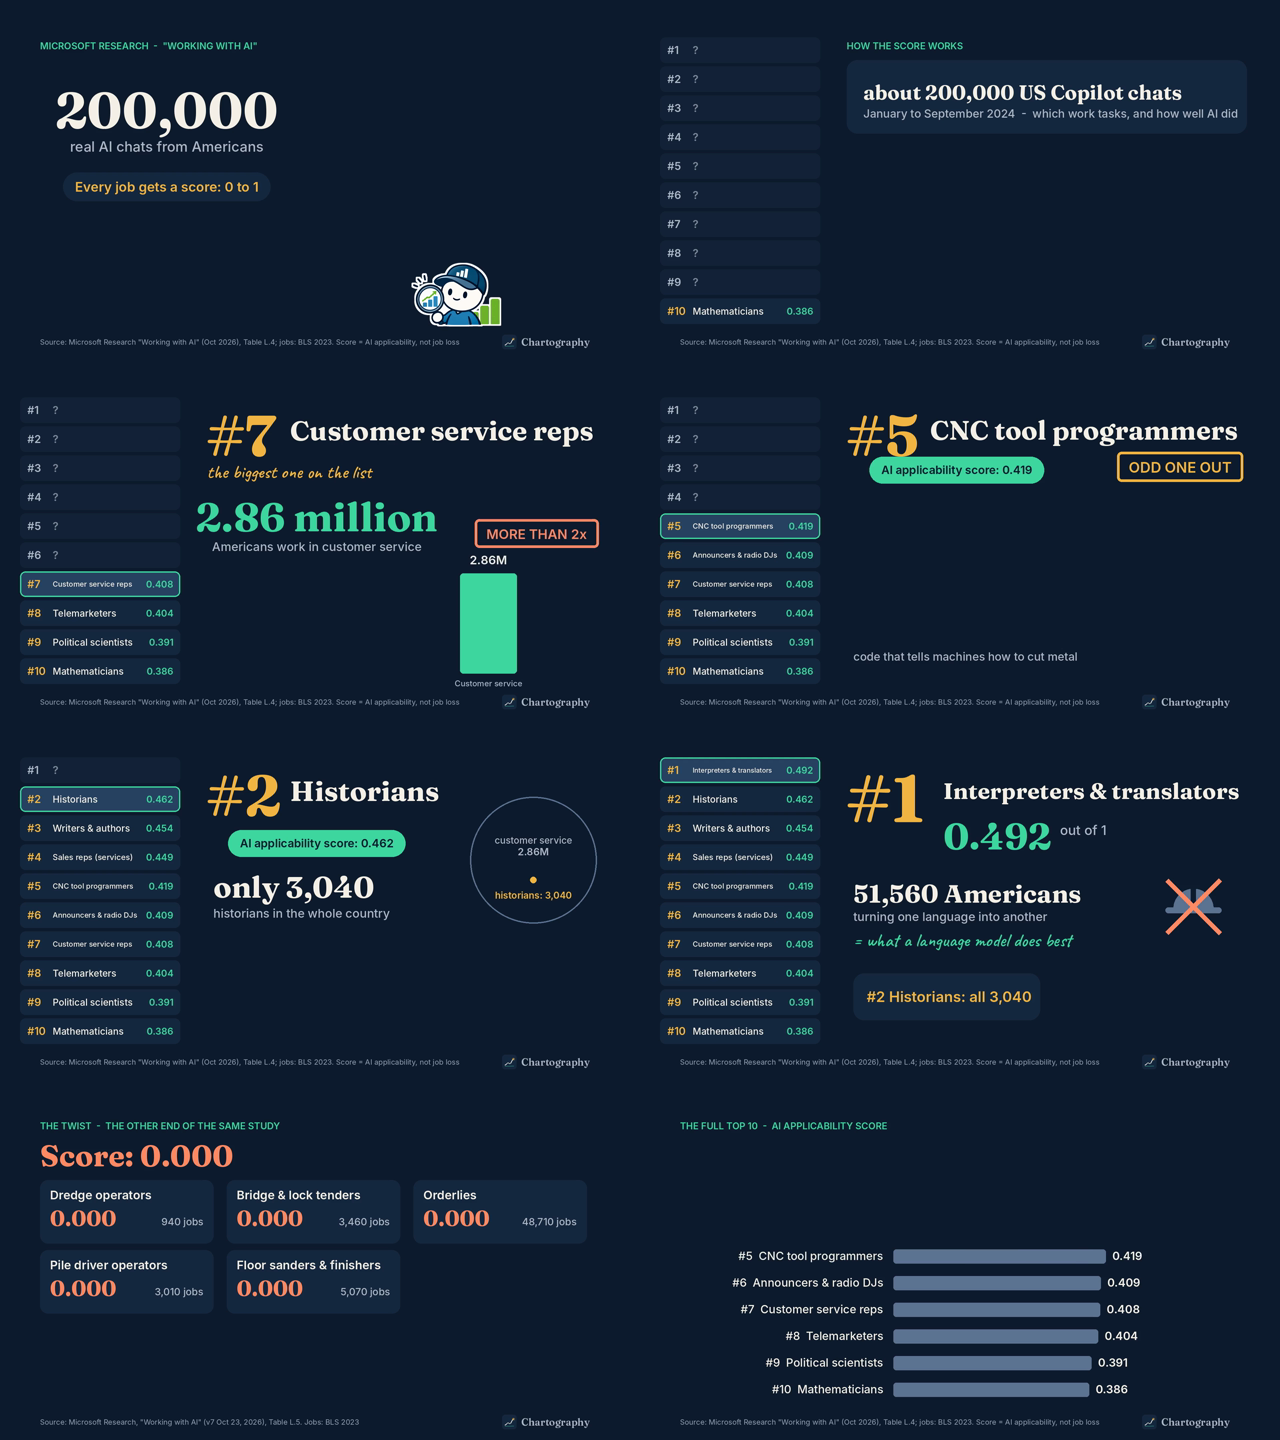 MICROSOFT RESEARCH - "WORKING WITH AI"
200,000
real AI chats from Americans
Every job gets a score: 0 to 1
Source: Microsoft Research "Working with AI" (Oct 2026), Table L.4; jobs: BLS 2023. Score = AI applicability, not job loss
Chartography
#1 ?
#2 ?
#3 ?
#4 ?
#5 ?
#6 ?
#7 ?
#8 ?
#9 ?
#10 Mathematicians 0.386
HOW THE SCORE WORKS
about 200,000 US Copilot chats
January to September 2024 - which work tasks, and how well AI did
Source: Microsoft Research "Working with AI" (Oct 2026), Table L.4; jobs: BLS 2023. Score = AI applicability, not job loss
Chartography
#1 ?
#2 ?
#3 ?
#4 ?
#5 ?
#6 ?
#7 Customer service reps 0.408
#8 Telemarketers 0.404
#9 Political scientists 0.391
#10 Mathematicians 0.386
#7 Customer service reps
the biggest one on the list
2.86 million
Americans work in customer service
MORE THAN 2x
2.86M
Customer service
Source: Microsoft Research "Working with AI" (Oct 2026), Table L.4; jobs: BLS 2023. Score = AI applicability, not job loss
Chartography
#1 ?
#2 ?
#3 ?
#4 ?
#5 CNC tool programmers 0.419
#6 Announcers & radio DJs 0.409
#7 Customer service reps 0.408
#8 Telemarketers 0.404
#9 Political scientists 0.391
#10 Mathematicians 0.386
#5 CNC tool programmers
AI applicability score: 0.419
ODD ONE OUT
code that tells machines how to cut metal
Source: Microsoft Research "Working with AI" (Oct 2026), Table L.4; jobs: BLS 2023. Score = AI applicability, not job loss
Chartography
#1 ?
#2 Historians 0.462
#3 Writers & authors 0.454
#4 Sales reps (services) 0.449
#5 CNC tool programmers 0.419
#6 Announcers & radio DJs 0.409
#7 Customer service reps 0.408
#8 Telemarketers 0.404
#9 Political scientists 0.391
#10 Mathematicians 0.386
#2 Historians
AI applicability score: 0.462
only 3,040
historians in the whole country
customer service
2.86M
historians: 3,040
Source: Microsoft Research "Working with AI" (Oct 2026), Table L.4; jobs: BLS 2023. Score = AI applicability, not job loss
Chartography
#1 Interpreters & translators 0.492
#2 Historians 0.462
#3 Writers & authors 0.454
#4 Sales reps (services) 0.449
#5 CNC tool programmers 0.419
#6 Announcers & radio DJs 0.409
#7 Customer service reps 0.408
#8 Telemarketers 0.404
#9 Political scientists 0.391
#10 Mathematicians 0.386
#1 Interpreters & translators
0.492 out of 1
51,560 Americans
turning one language into another
= what a language model does best
#2 Historians: all 3,040
Source: Microsoft Research "Working with AI" (Oct 2026), Table L.4; jobs: BLS 2023. Score = AI applicability, not job loss
Chartography
THE TWIST - THE OTHER END OF THE SAME STUDY
Score: 0.000
Dredge operators
0.000 940 jobs
Bridge & lock tenders
0.000 3,460 jobs
Orderlies
0.000 48,710 jobs
Pile driver operators
0.000 3,010 jobs
Floor sanders & finishers
0.000 5,070 jobs
Source: Microsoft Research, "Working with AI" (v7 Oct 23, 2026), Table L.5. Jobs: BLS 2023
Chartography
THE FULL TOP 10 - AI APPLICABILITY SCORE
#5 CNC tool programmers 0.419
#6 Announcers & radio DJs 0.409
#7 Customer service reps 0.408
#8 Telemarketers 0.404
#9 Political scientists 0.391
#10 Mathematicians 0.386
Source: Microsoft Research "Working with AI" (Oct 2026), Table L.4; jobs: BLS 2023. Score = AI applicability, not job loss
Chartography